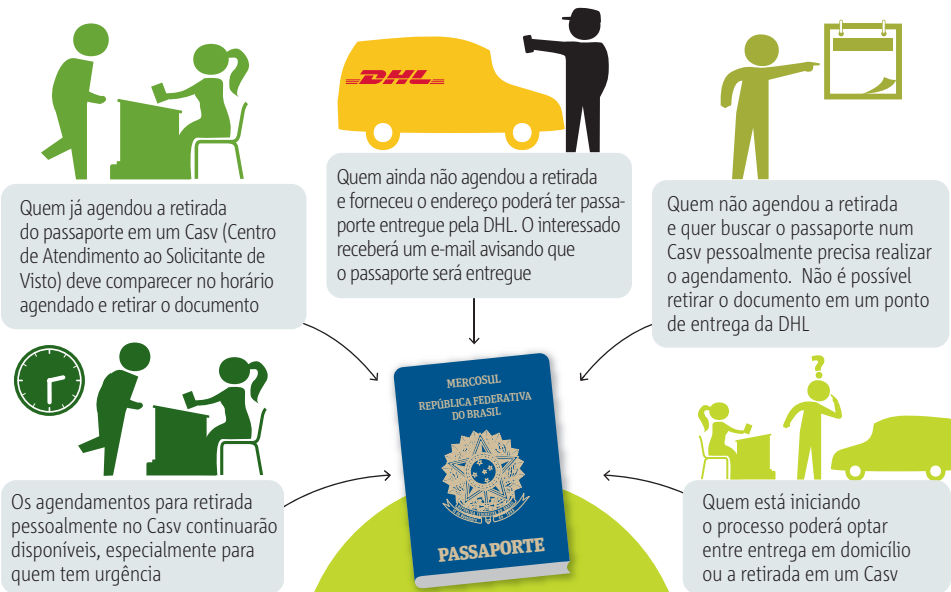 DHL
Quem já agendou a retirada
do passaporte em um Casv (Centro
de Atendimento ao Solicitante de
Visto) deve comparecer no horário
agendado e retirar o documento
Quem ainda não agendou a retirada
e forneceu o endereço poderá ter passa-
porte entregue pela DHL. O interessado
receberá um e-mail avisando que
o passaporte será entregue
Quem não agendou a retirada
e quer buscar o passaporte num
Casv pessoalmente precisa realizar
o agendamento. Não é possível
retirar o documento em um ponto
de entrega da DHL
Os agendamentos para retirada
pessoalmente no Casv continuarão
disponíveis, especialmente para
quem tem urgência
MERCOSUL
REPÚBLICA FEDERATIVA
DO BRASIL
PASSAPORTE
?
Quem está iniciando
o processo poderá optar
entre entrega em domicílio
ou a retirada em um Casv